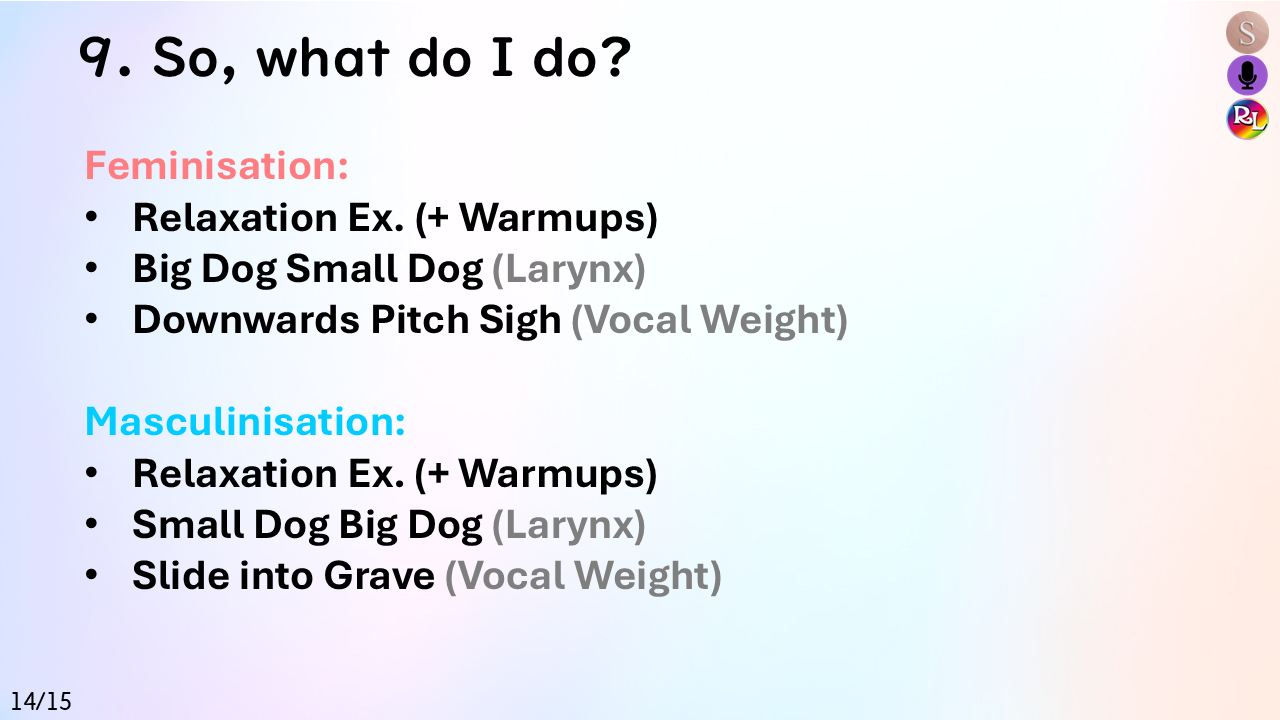 9. So, what do I do?
S
RL
Feminisation:
• Relaxation Ex. (+ Warmups)
• Big Dog Small Dog (Larynx)
• Downwards Pitch Sigh (Vocal Weight)
Masculinisation:
• Relaxation Ex. (+ Warmups)
• Small Dog Big Dog (Larynx)
• Slide into Grave (Vocal Weight)
14/15